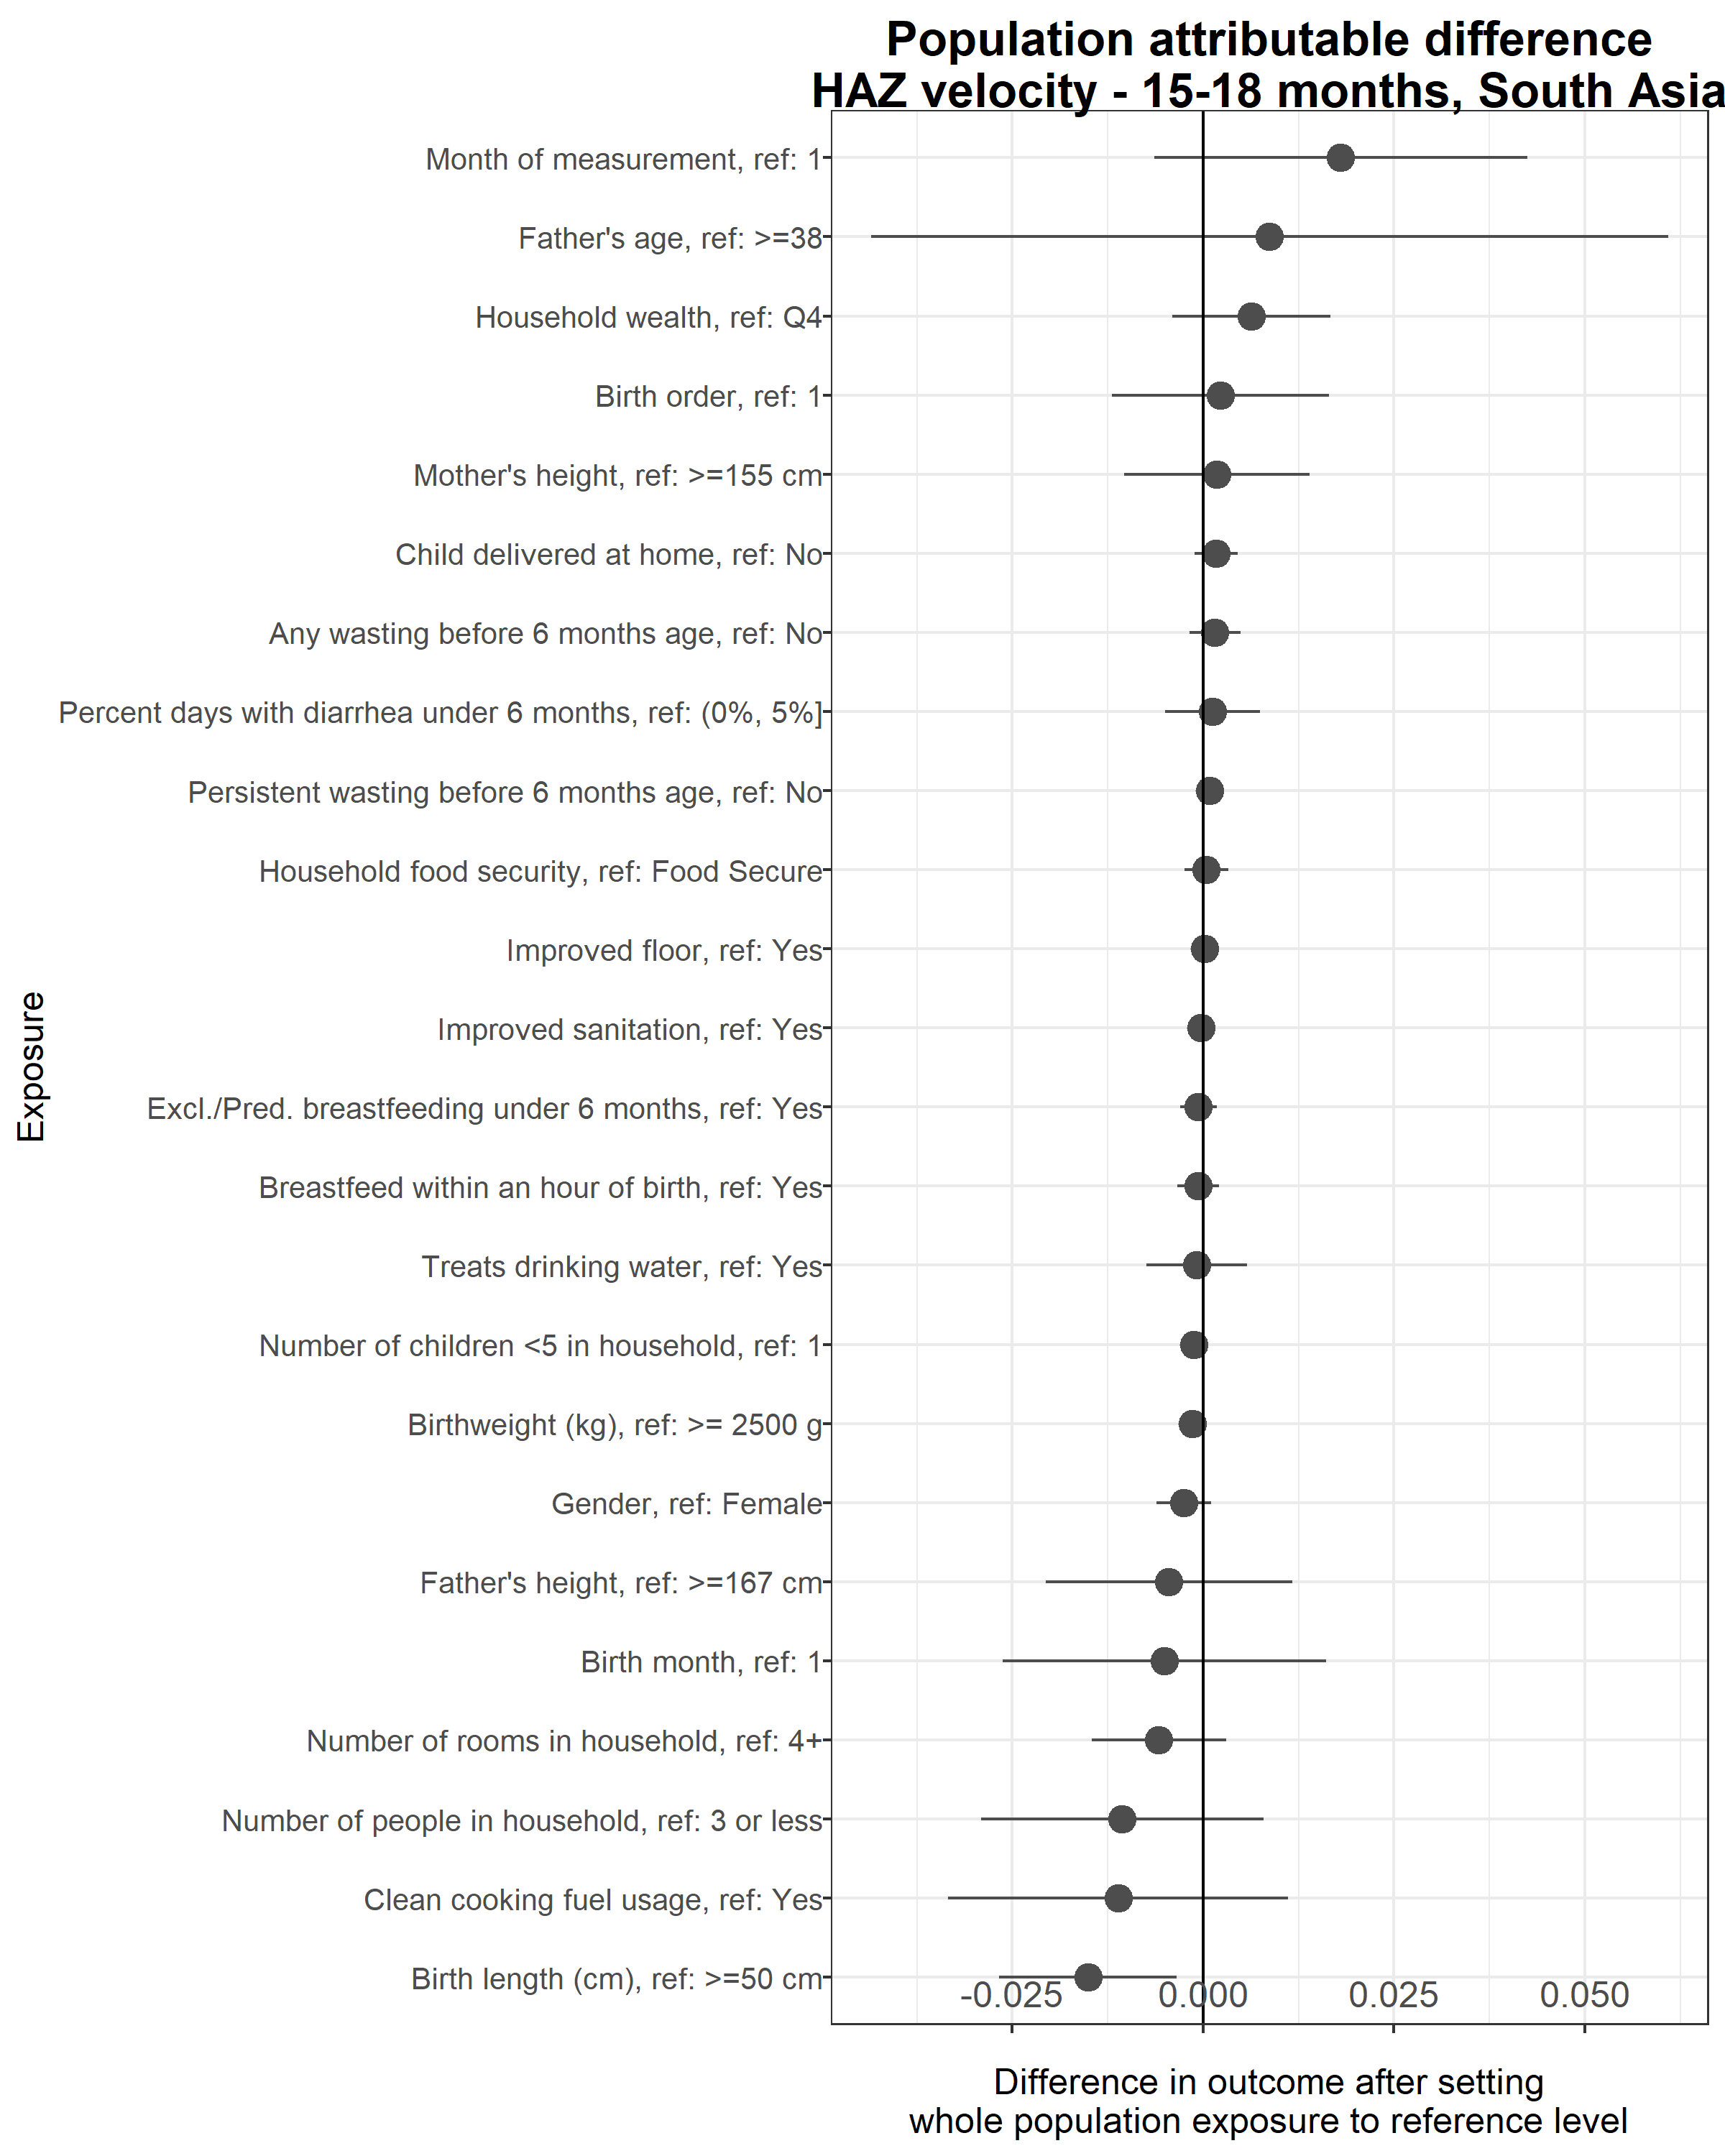 Population attributable difference
HAZ velocity - 15-18 months, South Asia
Month of measurement, ref: 1
Father's age, ref: >=38
Household wealth, ref: Q4
Birth order, ref: 1
Mother's height, ref: >=155 cm
Child delivered at home, ref: No
Any wasting before 6 months age, ref: No
Percent days with diarrhea under 6 months, ref: (0%, 5%]
Persistent wasting before 6 months age, ref: No
Household food security, ref: Food Secure
Improved floor, ref: Yes
Improved sanitation, ref: Yes
Excl./Pred. breastfeeding under 6 months, ref: Yes
Breastfeed within an hour of birth, ref: Yes
Treats drinking water, ref: Yes
Number of children <5 in household, ref: 1
Birthweight (kg), ref: >= 2500 g
Gender, ref: Female
Father's height, ref: >=167 cm
Birth month, ref: 1
Number of rooms in household, ref: 4+
Number of people in household, ref: 3 or less
Clean cooking fuel usage, ref: Yes
Birth length (cm), ref: >=50 cm
Exposure
-0.025 0.000 0.025 0.050
Difference in outcome after setting
whole population exposure to reference level